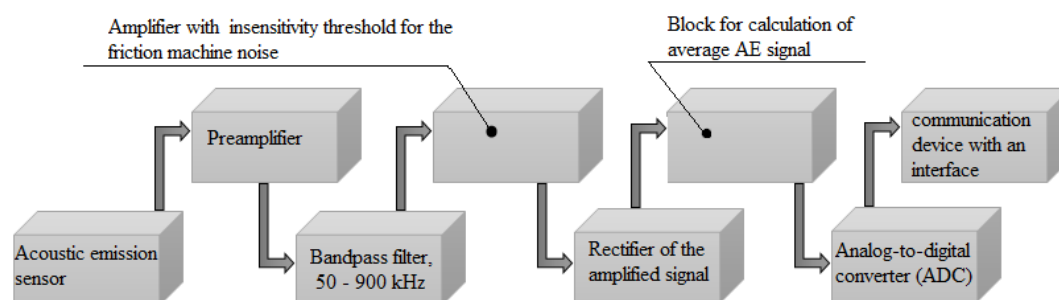 Amplifier with insensitivity threshold for the
friction machine noise
Block for calculation of
average AE signal
Preamplifier
communication
device with an
interface
Acoustic emission
sensor
Bandpass filter,
50 - 900 kHz
Rectifier of the
amplified signal
Analog-to-digital
converter (ADC)